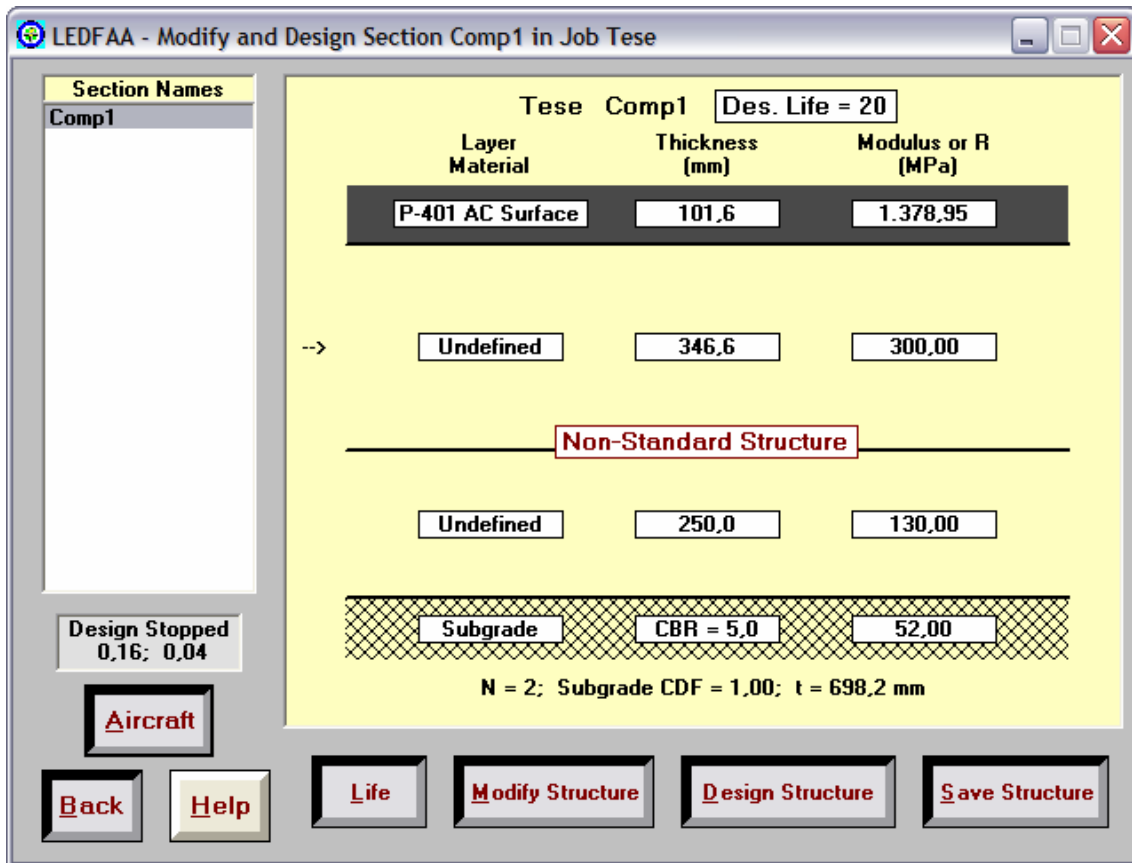 LEDFAA - Modify and Design Section Comp1 in Job Tese
Section Names
Comp1
Tese Comp1 Des. Life = 20
Layer Material Thickness (mm) Modulus or R (MPa)
P-401 AC Surface 101,6 1.378,95
--> Undefined 346,6 300,00
Non-Standard Structure
Undefined 250,0 130,00
Subgrade CBR = 5,0 52,00
N = 2; Subgrade CDF = 1,00; t = 698,2 mm
Design Stopped
0,16; 0,04
Aircraft
Back Help Life Modify Structure Design Structure Save Structure